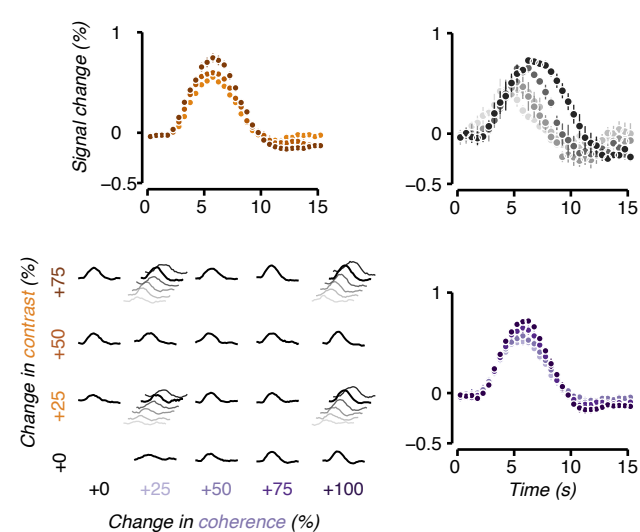 Signal change (%)
1
0
−0.5
0 5 10 15
1
0
−0.5
0 5 10 15
Change in contrast (%)
+75
+50
+25
+0
+0 +25 +50 +75 +100
Change in coherence (%)
1
0
−0.5
0 5 10 15
Time (s)